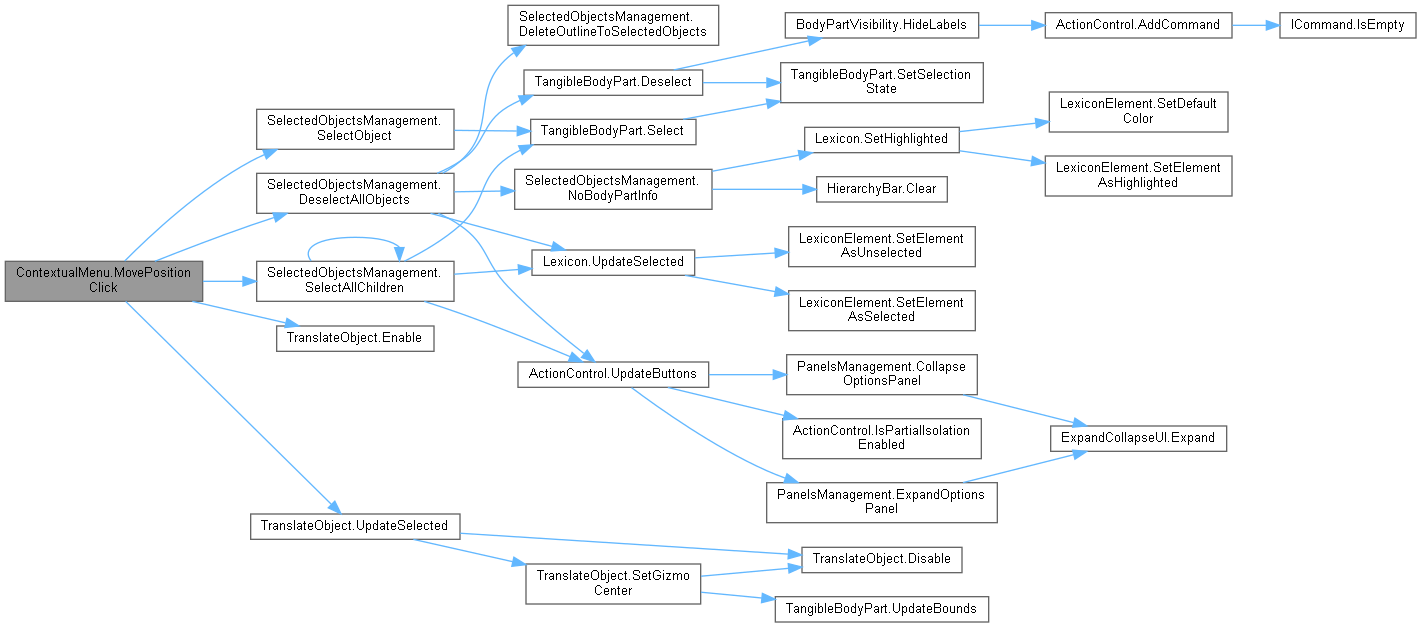 ContextualMenu.MovePosition
Click
SelectedObjectsManagement.
SelectObject
SelectedObjectsManagement.
DeselectAllObjects
SelectedObjectsManagement.
SelectAllChildren
TranslateObject.Enable
TranslateObject.UpdateSelected
SelectedObjectsManagement.
DeleteOutlineToSelectedObjects
TangibleBodyPart.Deselect
TangibleBodyPart.Select
SelectedObjectsManagement.
NoBodyPartInfo
Lexicon.UpdateSelected
ActionControl.UpdateButtons
TranslateObject.SetGizmo
Center
BodyPartVisibility.HideLabels
TangibleBodyPart.SetSelection
State
Lexicon.SetHighlighted
HierarchyBar.Clear
LexiconElement.SetElement
AsUnselected
LexiconElement.SetElement
AsSelected
PanelsManagement.Collapse
OptionsPanel
ActionControl.IsPartialIsolation
Enabled
PanelsManagement.ExpandOptions
Panel
TranslateObject.Disable
TangibleBodyPart.UpdateBounds
ActionControl.AddCommand
LexiconElement.SetDefault
Color
LexiconElement.SetElement
AsHighlighted
ExpandCollapseUI.Expand
ICommand.IsEmpty